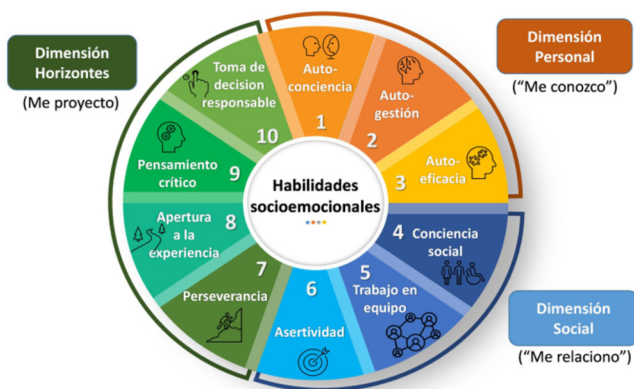 Dimensión
Horizontes
(Me proyecto)
Dimensión
Personal
(“Me conozco”)
Dimensión
Social
(“Me relaciono”)
Habilidades
socioemocionales
Auto-
conciencia
1
Auto-
gestión
2
Auto-
eficacia
3
Conciencia
social
4
Trabajo en
equipo
5
Asertividad
6
Perseverancia
7
Apertura
a la
experiencia
8
Pensamiento
crítico
9
Toma de
decision
responsable
10